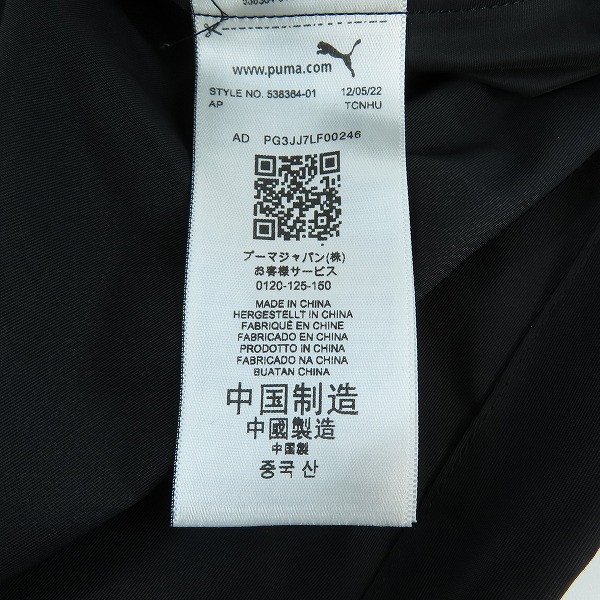 538364-01
www.puma.com
STYLE NO. 538364-01 12/05/22
AP TCNHU
AD PG3JJ7LF00246
プーマジャパン(株)
お客様サービス
0120-125-150
MADE IN CHINA
HERGESTELLT IN CHINA
FABRIQUÉ EN CHINE
FABRICADO EN CHINA
PRODOTTO IN CHINA
FABRICADO NA CHINA
BUATAN CHINA
中国制造
中國製造
中国製
중국 산